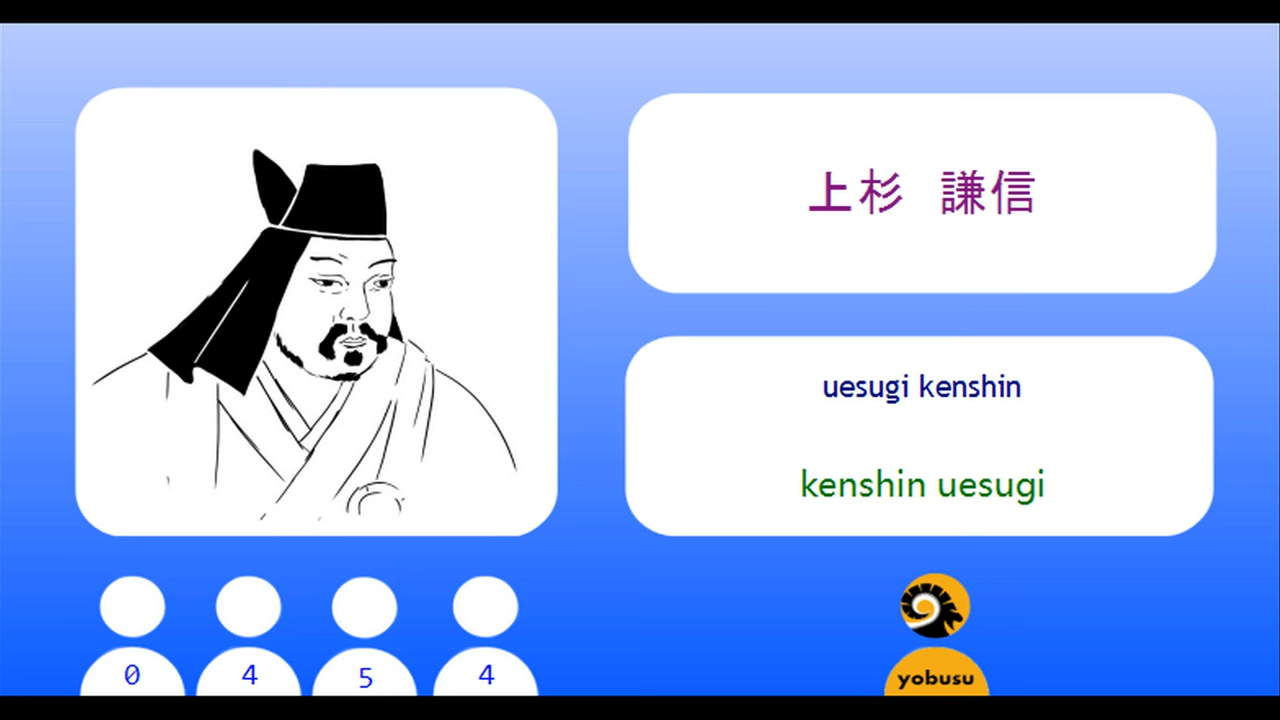 上杉 謙信
uesugi kenshin
kenshin uesugi
0 4 5 4
yobusu